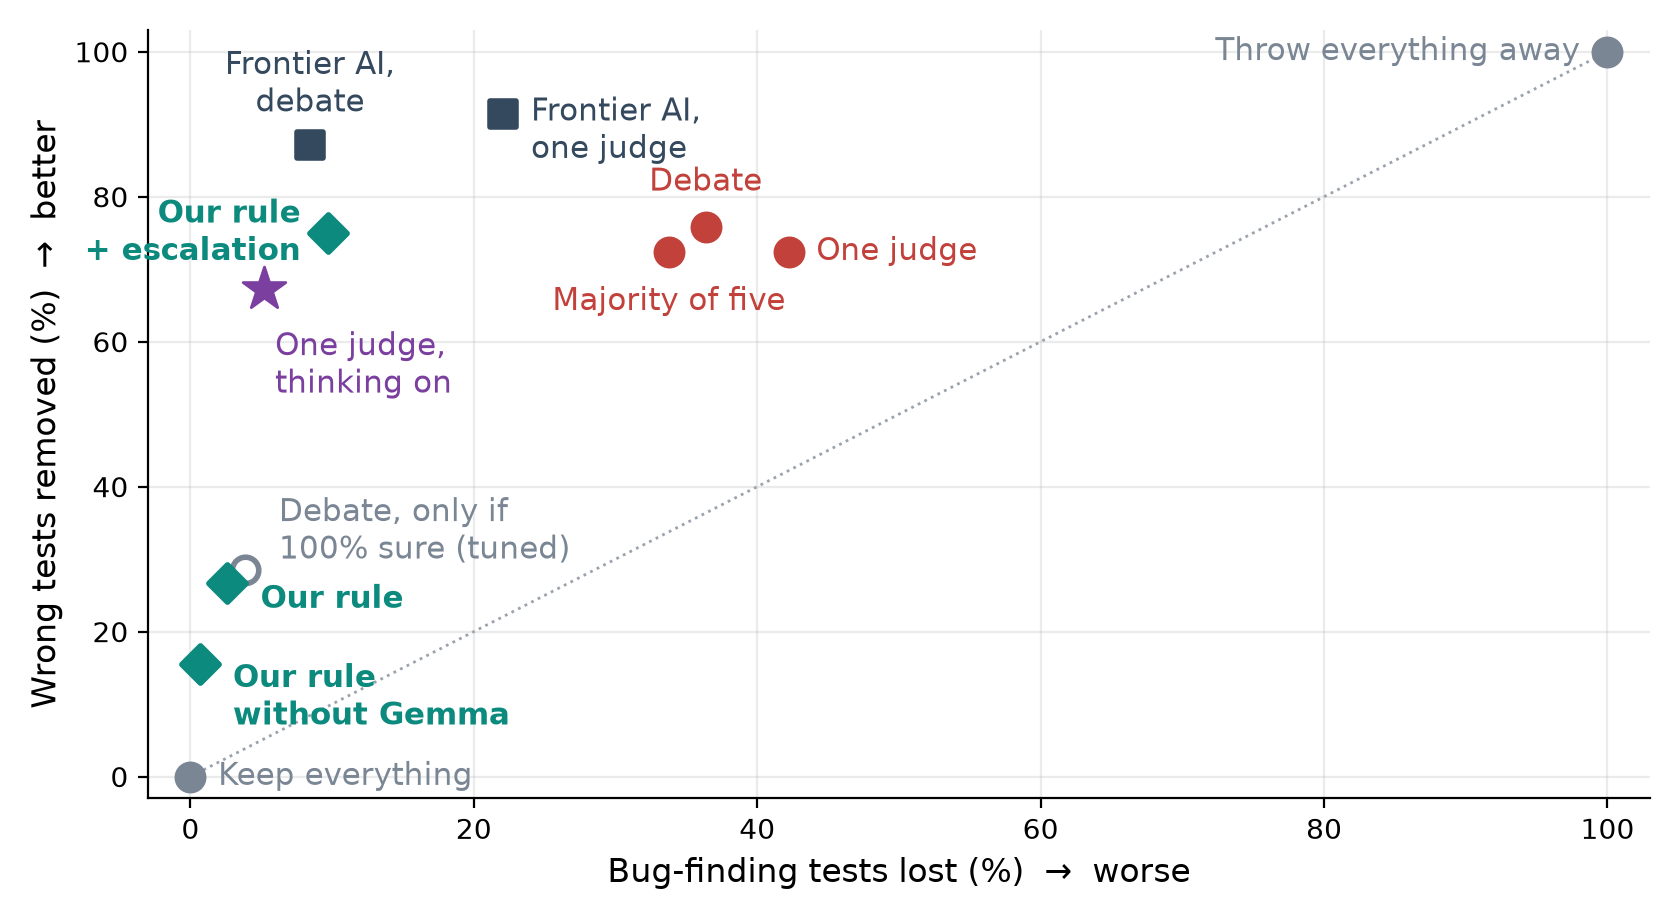 100
Frontier AI,
debate
Throw everything away
Frontier AI,
one judge
Debate
80
Our rule
+ escalation
One judge
Majority of five
60
One judge,
thinking on
40
Debate, only if
100% sure (tuned)
Our rule
20
Our rule
without Gemma
0
Keep everything
0 20 40 60 80 100
Bug-finding tests lost (%) → worse
Wrong tests removed (%) → better